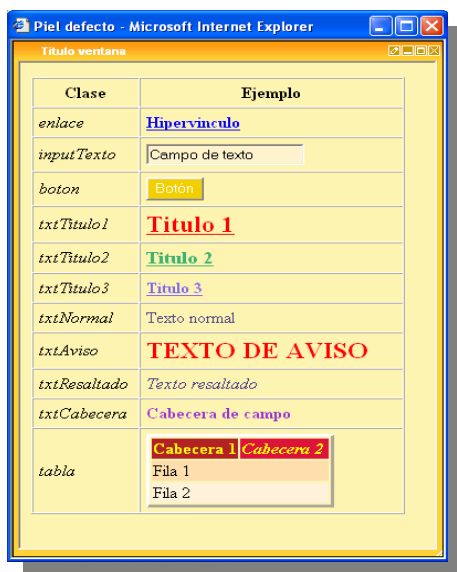 Piel defecto - Microsoft Internet Explorer
Titulo ventana
Clase Ejemplo
enlace Hipervinculo
inputTexto Campo de texto
boton Botón
txtTitulo1 Titulo 1
txtTitulo2 Titulo 2
txtTitulo3 Titulo 3
txtNormal Texto normal
txtAviso TEXTO DE AVISO
txtResaltado Texto resaltado
txtCabecera Cabecera de campo
tabla
Cabecera 1 Cabecera 2
Fila 1
Fila 2